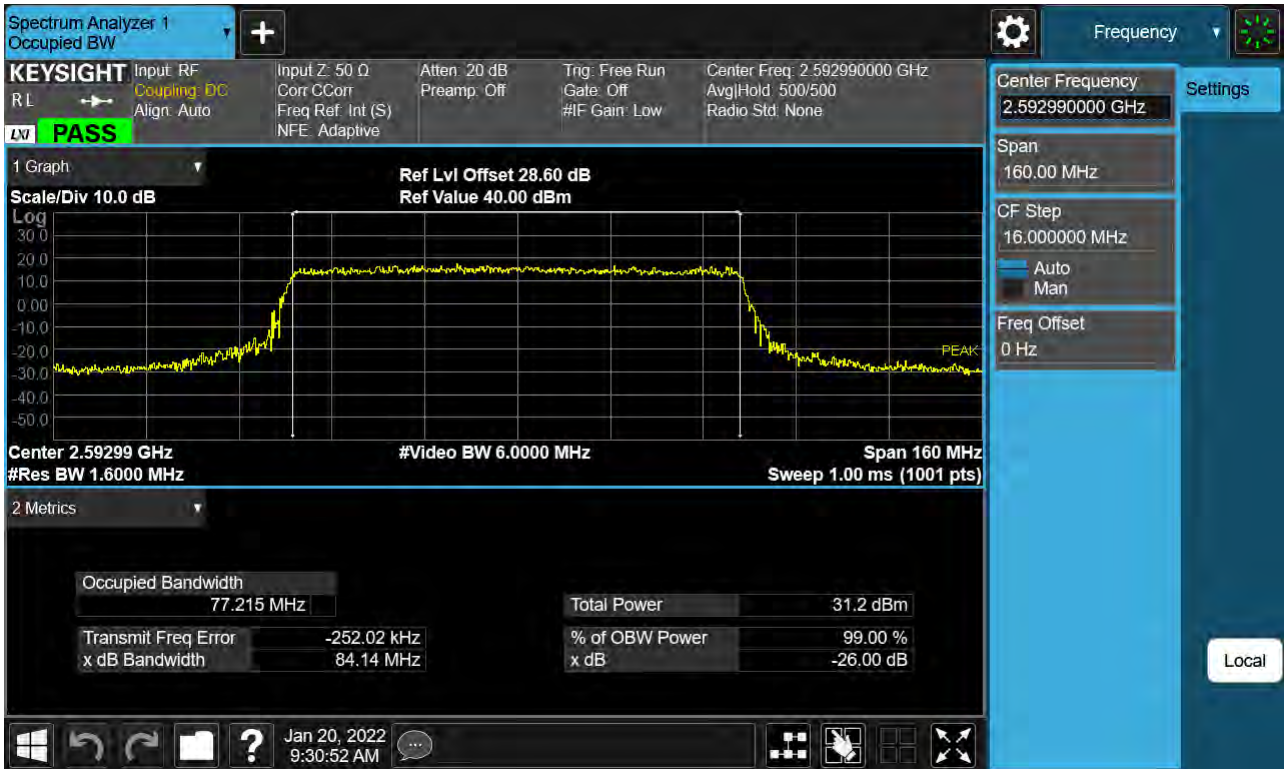 Spectrum Analyzer 1
Occupied BW
Frequency
KEYSIGHT
R L
LXI
PASS
Input: RF
Coupling: DC
Align: Auto
Input Z: 50 Ω
Corr CCorr
Freq Ref: Int (S)
NFE: Adaptive
Atten: 20 dB
Preamp: Off
Trig: Free Run
Gate: Off
#IF Gain: Low
Center Freq: 2.592990000 GHz
Avg|Hold: 500/500
Radio Std: None
Center Frequency
2.592990000 GHz
Settings
Span
160.00 MHz
CF Step
16.000000 MHz
Auto
Man
Freq Offset
0 Hz
1 Graph
Scale/Div 10.0 dB
Ref Lvl Offset 28.60 dB
Ref Value 40.00 dBm
Log
30.0
20.0
10.0
0.00
-10.0
-20.0
-30.0
-40.0
-50.0
PEAK
Center 2.59299 GHz
#Video BW 6.0000 MHz
Span 160 MHz
#Res BW 1.6000 MHz
Sweep 1.00 ms (1001 pts)
2 Metrics
Occupied Bandwidth
77.215 MHz
Total Power 31.2 dBm
Transmit Freq Error -252.02 kHz
% of OBW Power 99.00 %
x dB Bandwidth 84.14 MHz
x dB -26.00 dB
Local
?
Jan 20, 2022
9:30:52 AM